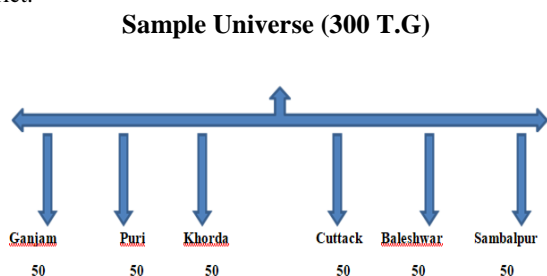 Sample Universe (300 T.G)
Ganjam Puri Khorda Cuttack Baleshwar Sambalpur
50 50 50 50 50 50